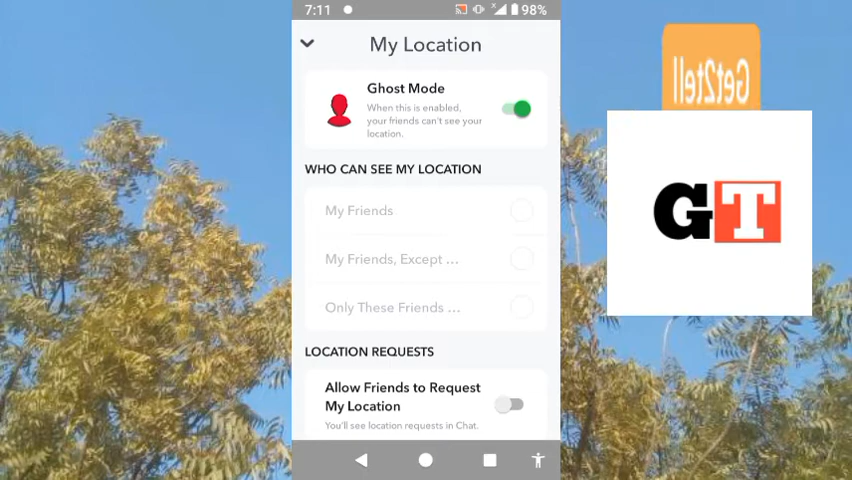 7:11
98%
My Location
Ghost Mode
When this is enabled,
your friends can't see your
location.
WHO CAN SEE MY LOCATION
My Friends
My Friends, Except ...
Only These Friends ...
LOCATION REQUESTS
Allow Friends to Request
My Location
You'll see location requests in Chat.
Get2tell
GT